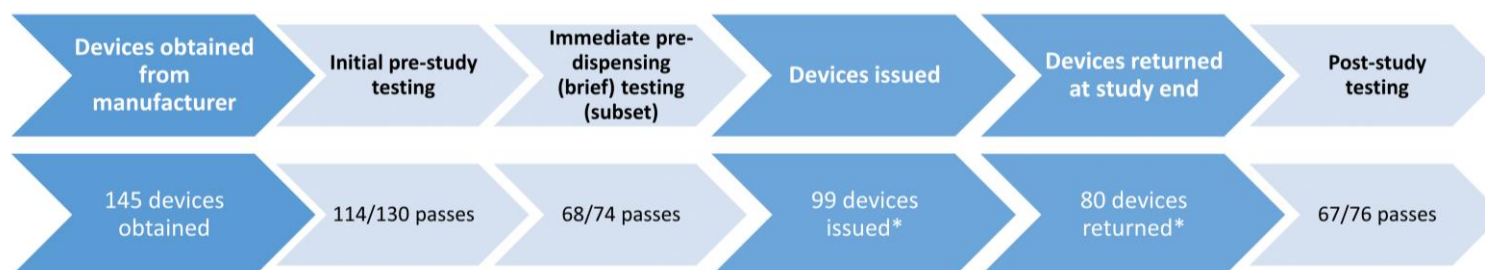 Devices obtained
from
manufacturer
Initial pre-study
testing
Immediate pre-
dispensing
(brief) testing
(subset)
Devices issued
Devices returned
at study end
Post-study
testing
145 devices
obtained
114/130 passes
68/74 passes
99 devices
issued*
80 devices
returned*
67/76 passes